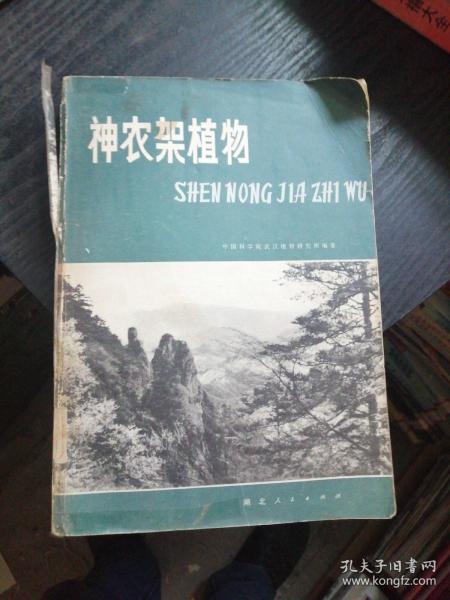 神农架植物
SHEN NONG JIA ZHI WU
中国科学院武汉植物研究所编著
湖北人民出版社
大全
孔夫子旧书网
www.kongfz.com